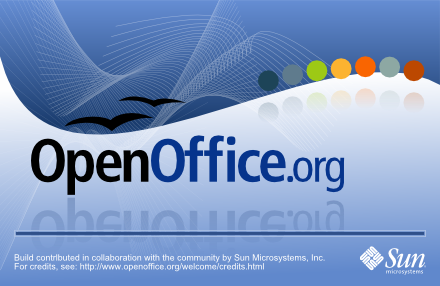 OpenOffice.org
Build contributed in collaboration with the community by Sun Microsystems, Inc.
For credits, see: http://www.openoffice.org/welcome/credits.html
Sun
microsystems